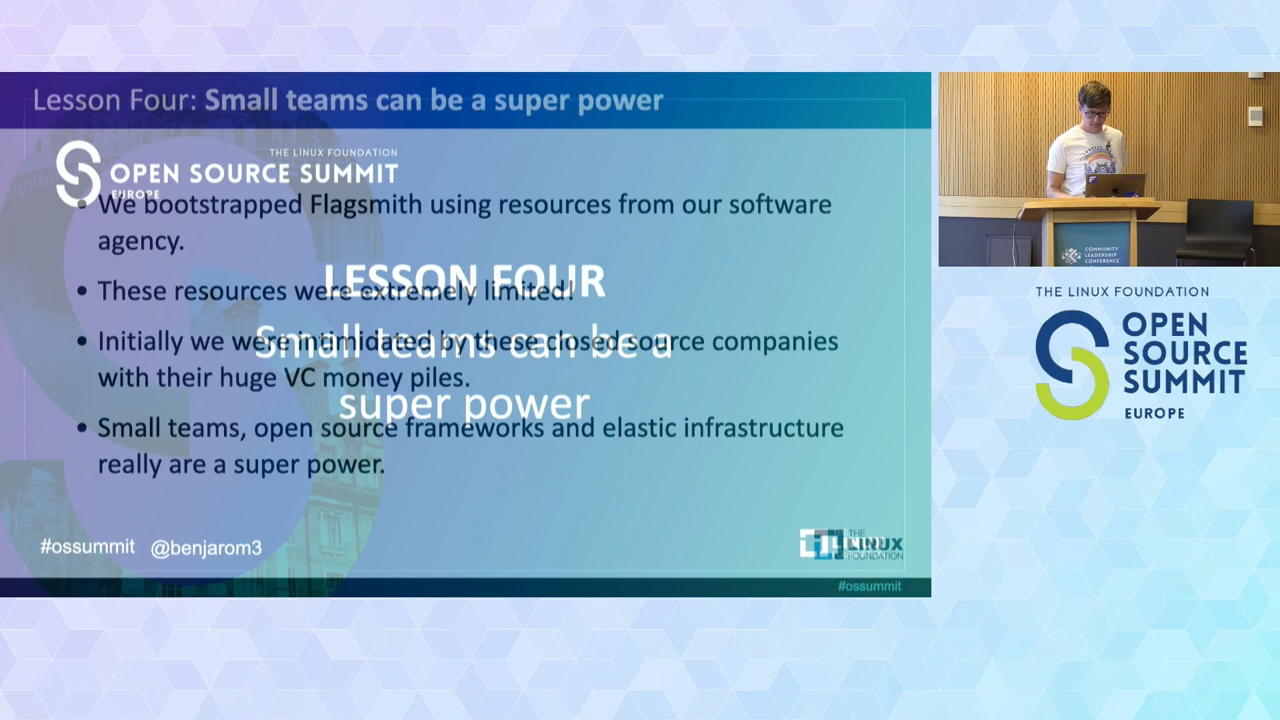 Lesson Four: Small teams can be a super power
THE LINUX FOUNDATION
OPEN SOURCE SUMMIT
EUROPE
• We bootstrapped Flagsmith using resources from our software
agency.
LESSON FOUR
• These resources were extremely limited!
Small teams can be a
• Initially we were intimidated by these closed source companies
with their huge VC money piles.
super power
• Small teams, open source frameworks and elastic infrastructure
really are a super power.
#ossummit @benjarom3
THE
LINUX
FOUNDATION
#ossummit
COMMUNITY
LEADERSHIP
CONFERENCE
THE LINUX FOUNDATION
OPEN
SOURCE
SUMMIT
EUROPE